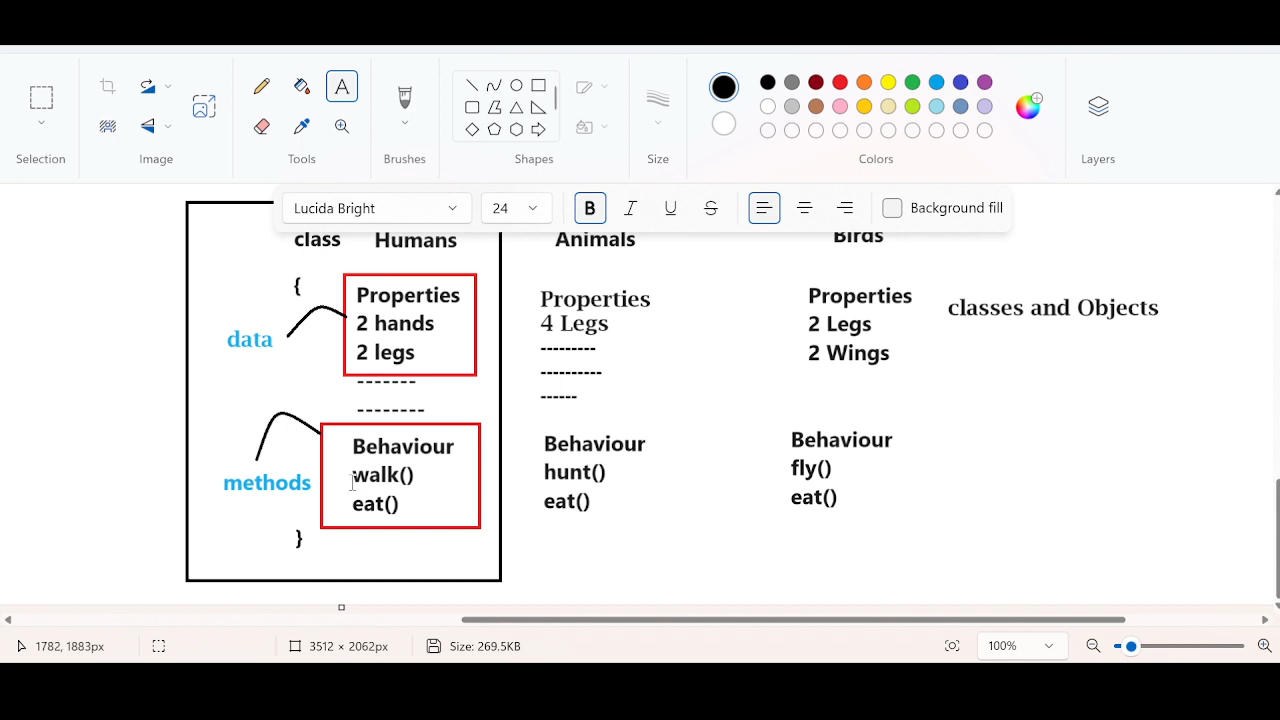 Selection
Image
Tools
Brushes
Shapes
Size
Colors
Layers
Lucida Bright
24
B
I
U
S
Background fill
class Humans
{
Properties
2 hands
2 legs
-------
--------
data
Behaviour
walk()
eat()
methods
}
Animals
Properties
4 Legs
---------
----------
------
Behaviour
hunt()
eat()
Birds
Properties
2 Legs
2 Wings
Behaviour
fly()
eat()
classes and Objects
1782, 1883px
3512 × 2062px
Size: 269.5KB
100%